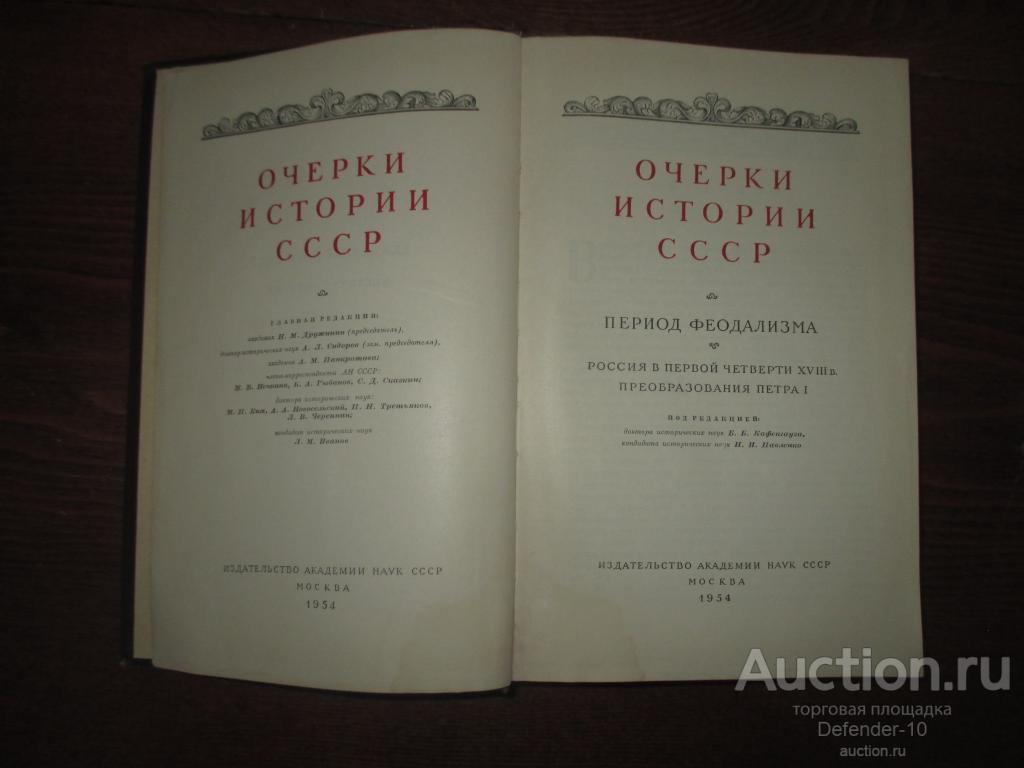 ОЧЕРКИ
ИСТОРИИ
СССР
ГЛАВНАЯ РЕДАКЦИЯ:
академик Н. М. Дружинин (председатель),
доктор исторических наук А. Л. Сидоров (зам. председателя),
академик А. М. Панкратова;
члены-корреспонденты АН СССР:
М. В. Нечкина, Б. А. Рыбаков, С. Д. Сказкин;
доктора исторических наук:
М. П. Ким, А. А. Новосельский, П. Н. Третьяков,
Л. В. Черепнин;
кандидат исторических наук
Л. М. Иванов
ИЗДАТЕЛЬСТВО АКАДЕМИИ НАУК СССР
МОСКВА
1954
ОЧЕРКИ
ИСТОРИИ
СССР
ПЕРИОД ФЕОДАЛИЗМА
РОССИЯ В ПЕРВОЙ ЧЕТВЕРТИ XVIII в.
ПРЕОБРАЗОВАНИЯ ПЕТРА I
ПОД РЕДАКЦИЕЙ:
доктора исторических наук Б. Б. Кафенгауза,
кандидата исторических наук Н. И. Павленко
ИЗДАТЕЛЬСТВО АКАДЕМИИ НАУК СССР
МОСКВА
1954
Auction.ru
торговая площадка
Defender-10
auction.ru